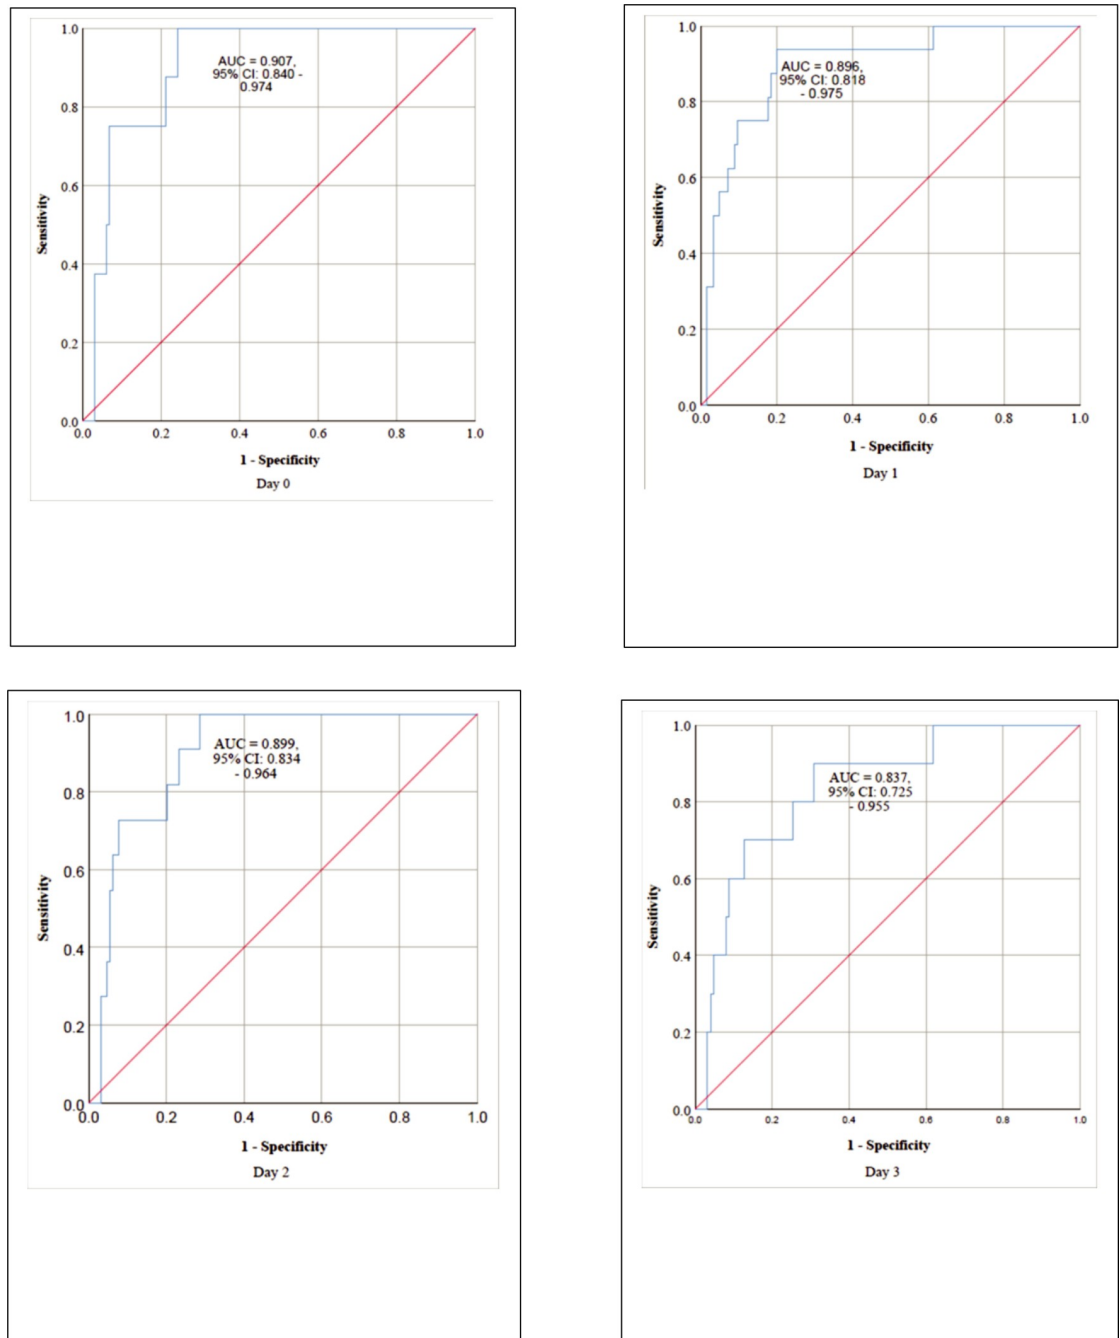 1.0
AUC = 0.907,
95% CI: 0.840 -
0.974
0.8
0.6
Sensitivity
0.4
0.2
0.0
0.0 0.2 0.4 0.6 0.8 1.0
1 - Specificity
Day 0
1.0
AUC = 0.896,
95% CI: 0.818
- 0.975
0.8
0.6
Sensitivity
0.4
0.2
0.0
0.0 0.2 0.4 0.6 0.8 1.0
1 - Specificity
Day 1
1.0
AUC = 0.899,
95% CI: 0.834
- 0.964
0.8
0.6
Sensitivity
0.4
0.2
0.0
0.0 0.2 0.4 0.6 0.8 1.0
1 - Specificity
Day 2
1.0
AUC = 0.837,
95% CI: 0.725
- 0.955
0.8
0.6
Sensitivity
0.4
0.2
0.0
0.0 0.2 0.4 0.6 0.8 1.0
1 - Specificity
Day 3